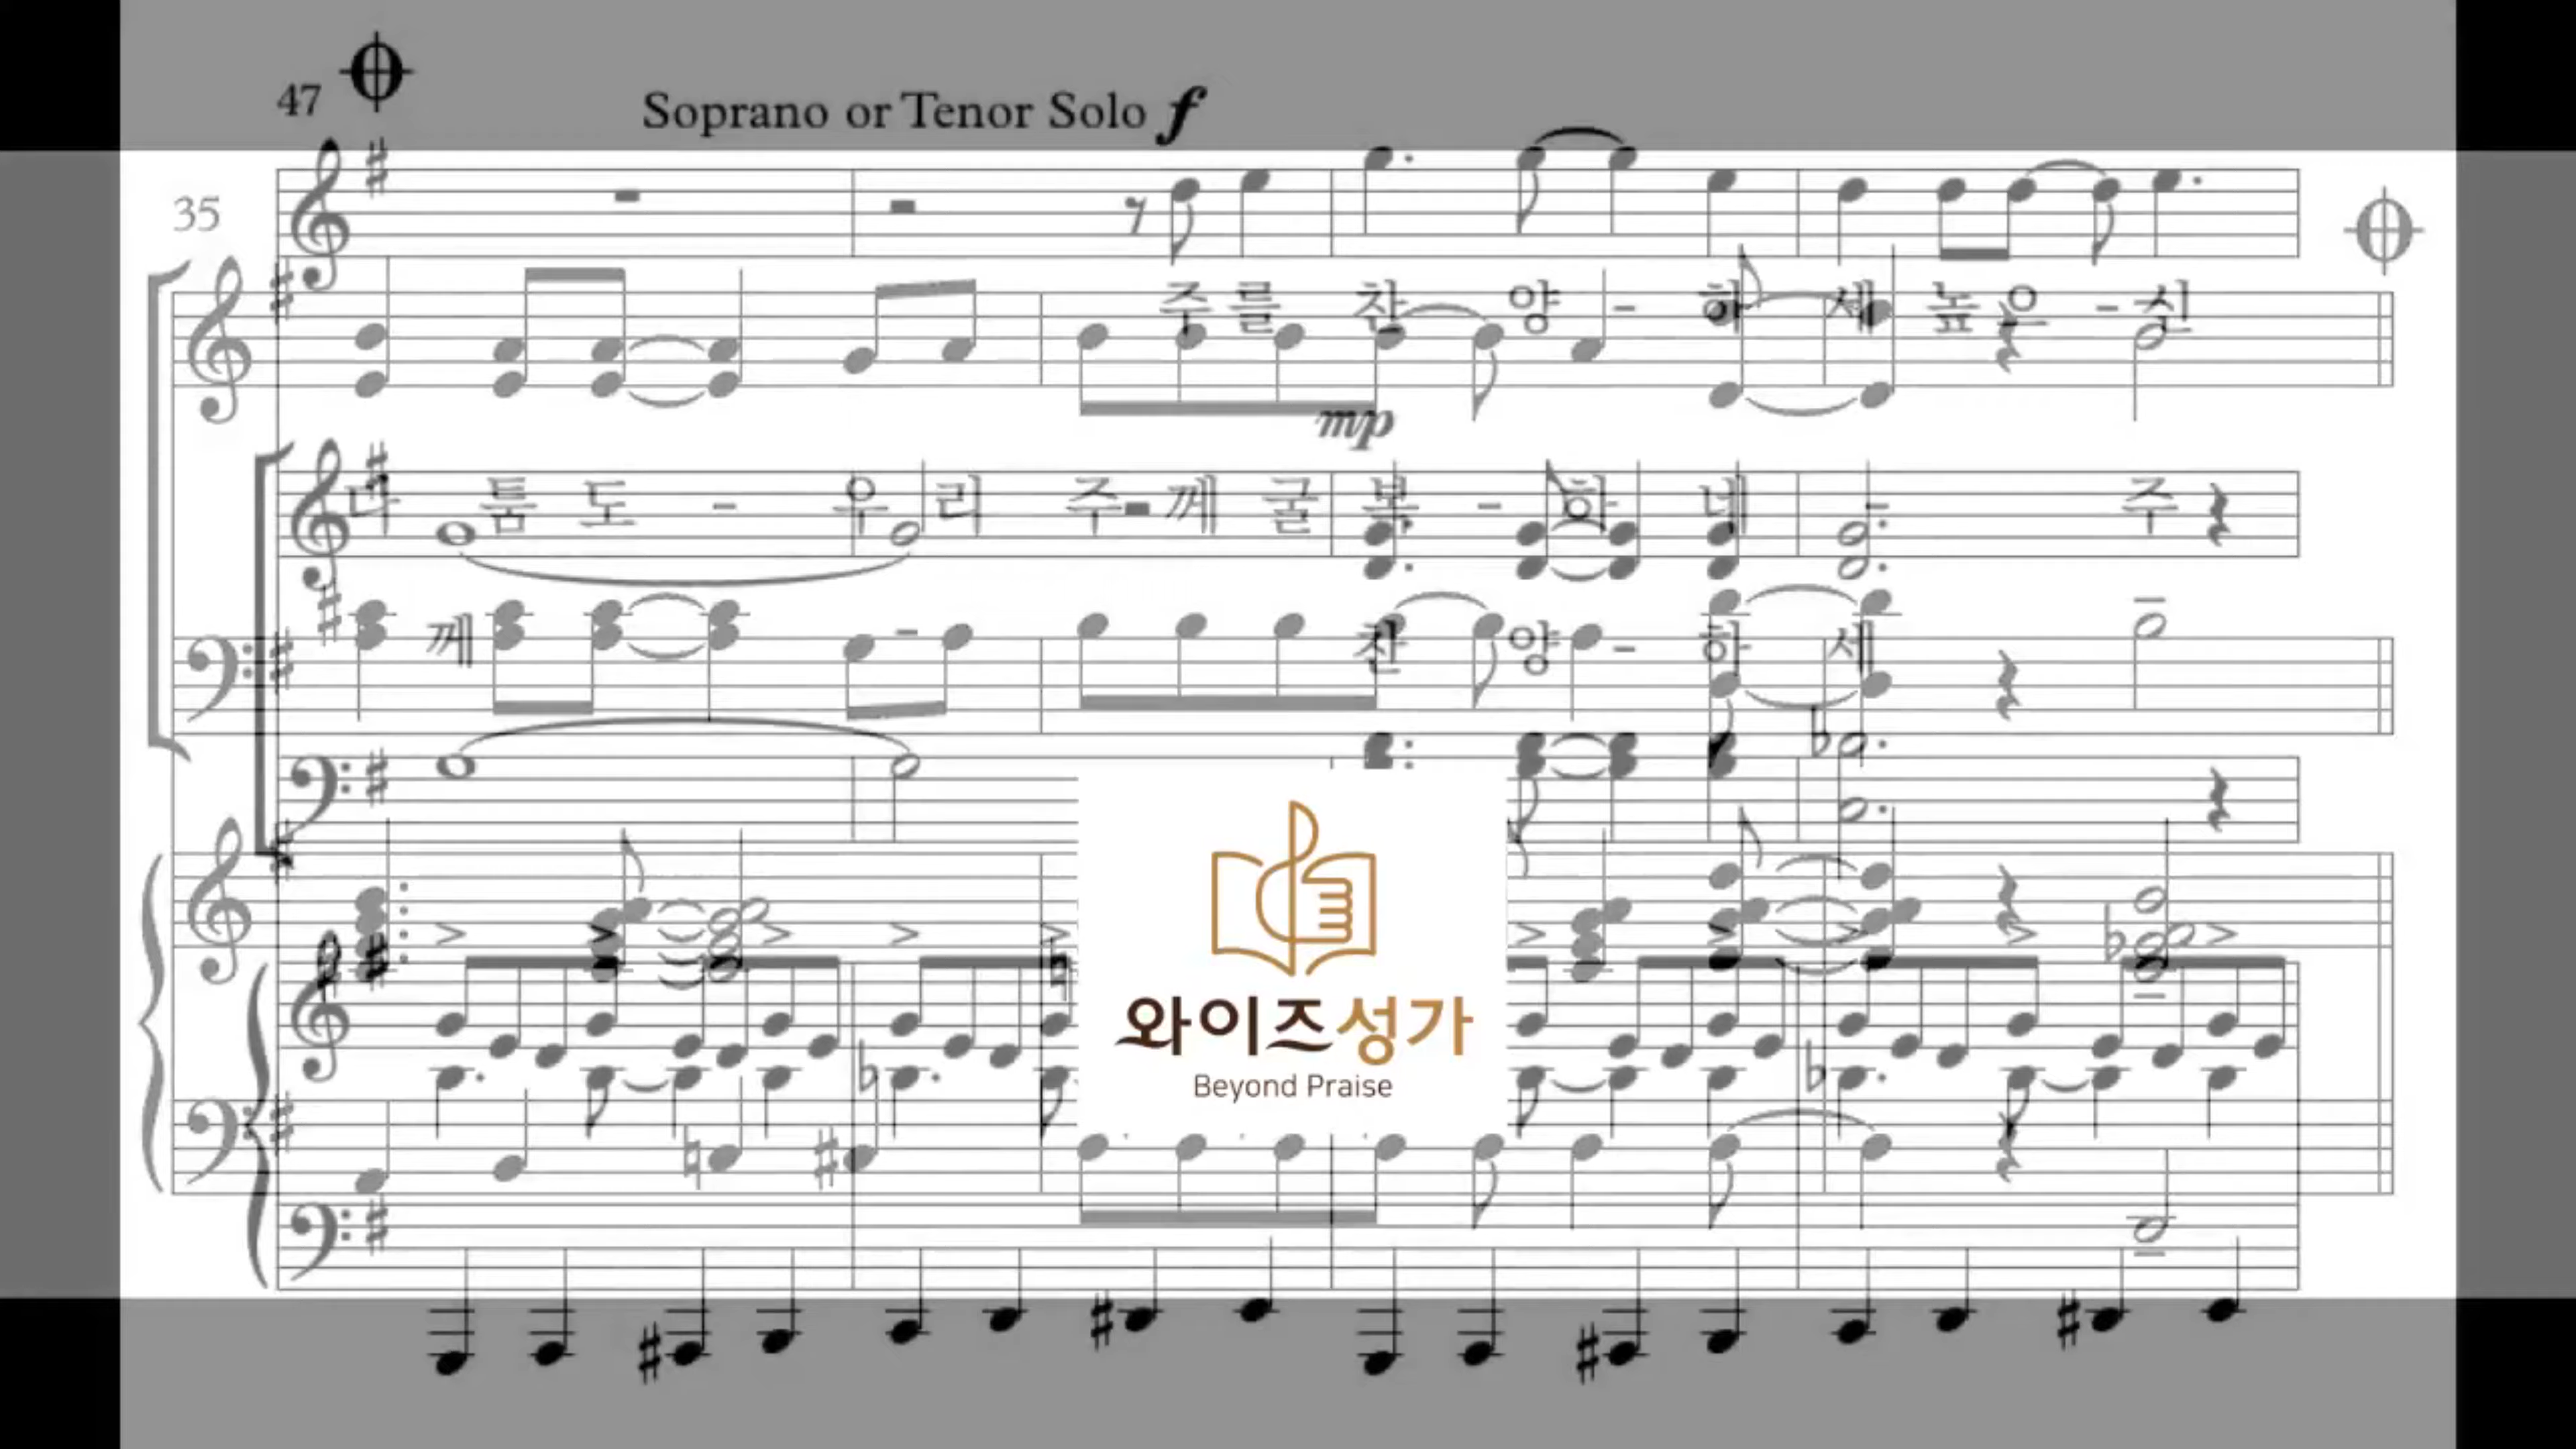 47
Soprano or Tenor Solo f
35
주를 찬 양 - 하 세 높 으 - 신
mp
틈 도 - 우 리 주 께 굴 복 - 하 네 - 주
께 - 찬 양 - 하 세
와이즈성가
Beyond Praise